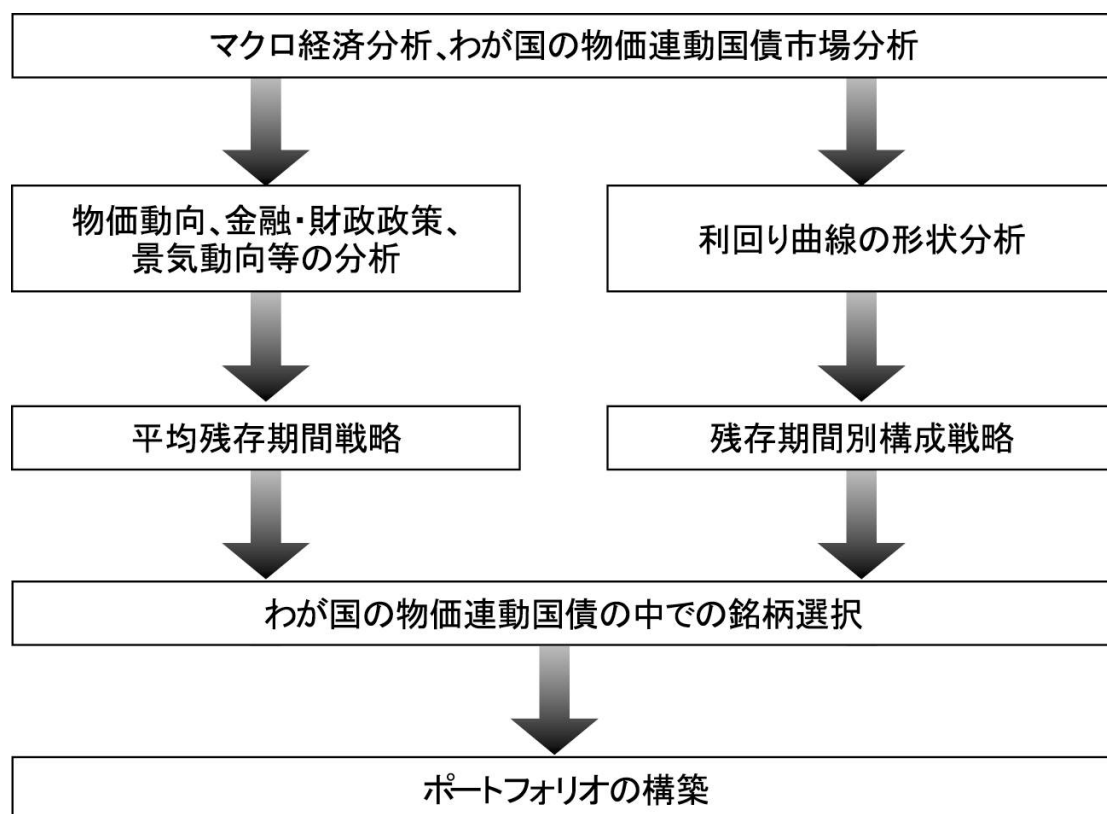 マクロ経済分析、わが国の物価連動国債市場分析
物価動向、金融・財政政策、
景気動向等の分析
利回り曲線の形状分析
平均残存期間戦略
残存期間別構成戦略
わが国の物価連動国債の中での銘柄選択
ポートフォリオの構築